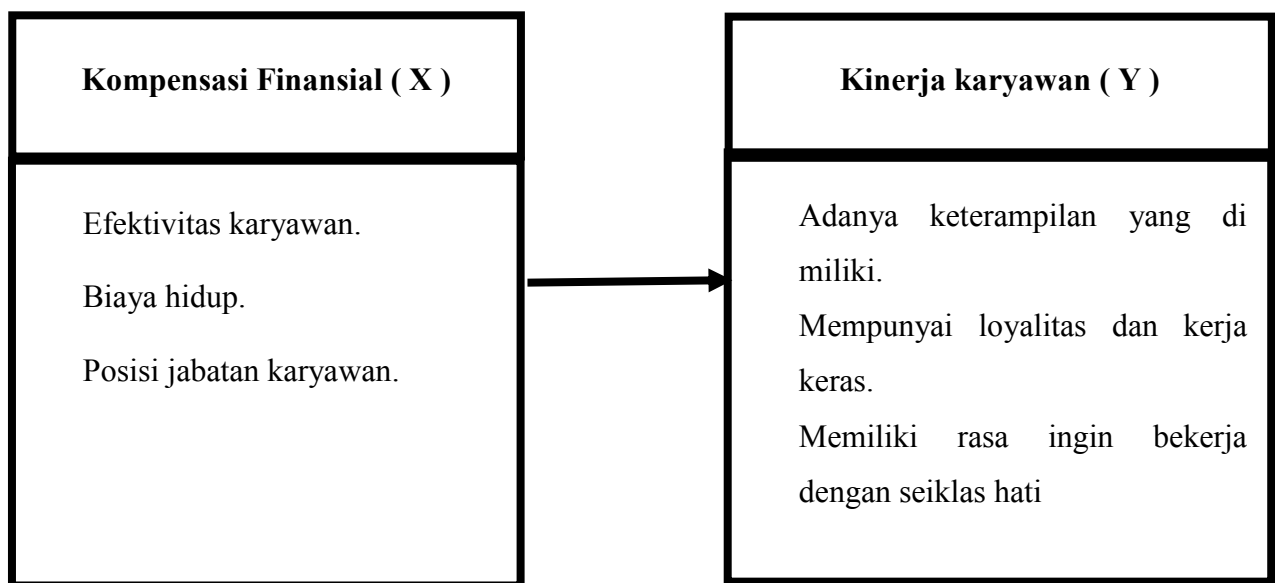 Kompensasi Finansial ( X )
Efektivitas karyawan.
Biaya hidup.
Posisi jabatan karyawan.
Kinerja karyawan ( Y )
Adanya keterampilan yang di
miliki.
Mempunyai loyalitas dan kerja
keras.
Memiliki rasa ingin bekerja
dengan seiklas hati